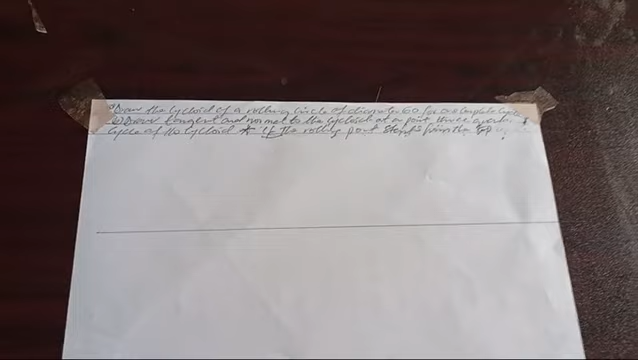 a) Draw the Cycloid of a rolling circle of diameter 60 for one Complete Cycle
(b) Draw tangent and normal to the Cycloid at a point three quarter
Cycle of the Cycloid * If the rolling point starts from the top